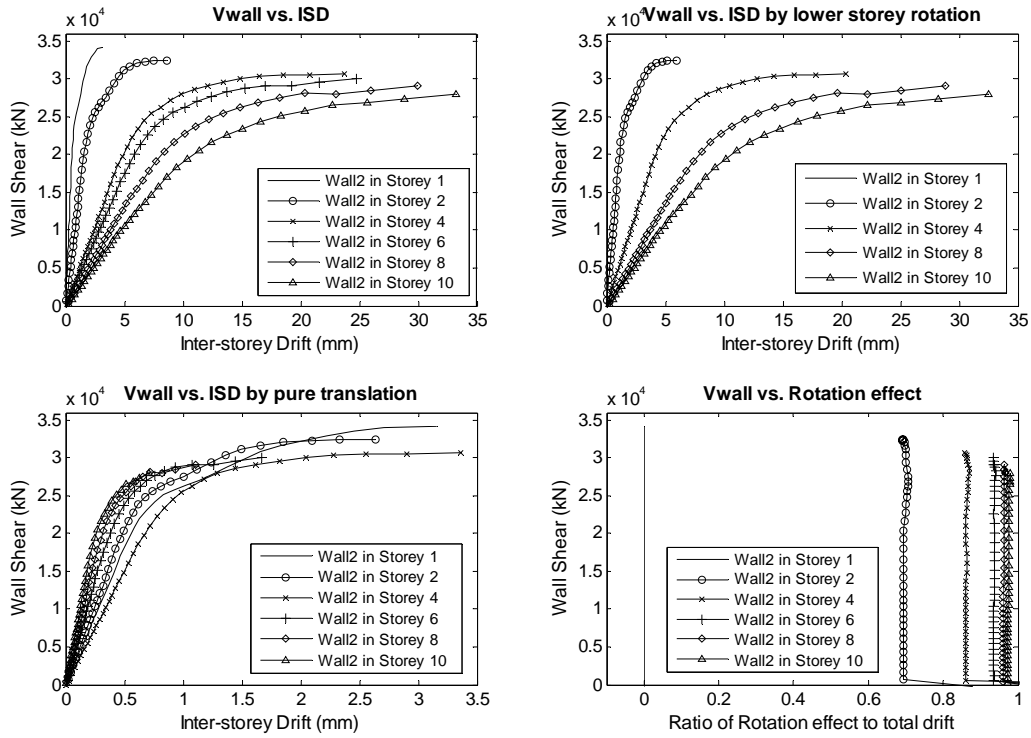 Vwall vs. ISD
x 10^4
Wall Shear (kN)
3.5
3
2.5
2
1.5
1
0.5
0
0 5 10 15 20 25 30 35
Inter-storey Drift (mm)
Wall2 in Storey 1
Wall2 in Storey 2
Wall2 in Storey 4
Wall2 in Storey 6
Wall2 in Storey 8
Wall2 in Storey 10
Vwall vs. ISD by lower storey rotation
x 10^4
Wall Shear (kN)
3.5
3
2.5
2
1.5
1
0.5
0
0 5 10 15 20 25 30 35
Inter-storey Drift (mm)
Wall2 in Storey 1
Wall2 in Storey 2
Wall2 in Storey 4
Wall2 in Storey 8
Wall2 in Storey 10
Vwall vs. ISD by pure translation
x 10^4
Wall Shear (kN)
3.5
3
2.5
2
1.5
1
0.5
0
0 0.5 1 1.5 2 2.5 3 3.5
Inter-storey Drift (mm)
Wall2 in Storey 1
Wall2 in Storey 2
Wall2 in Storey 4
Wall2 in Storey 6
Wall2 in Storey 8
Wall2 in Storey 10
Vwall vs. Rotation effect
x 10^4
Wall Shear (kN)
3.5
3
2.5
2
1.5
1
0.5
0
0 0.2 0.4 0.6 0.8 1
Ratio of Rotation effect to total drift
Wall2 in Storey 1
Wall2 in Storey 2
Wall2 in Storey 4
Wall2 in Storey 6
Wall2 in Storey 8
Wall2 in Storey 10